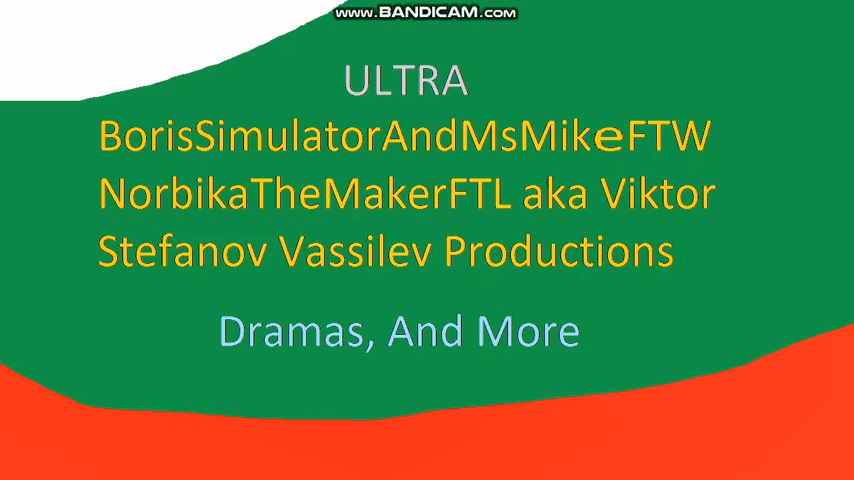 www.BANDICAM.com
ULTRA
BorisSimulatorAndMsMikeFTW
NorbikaTheMakerFTL aka Viktor
Stefanov Vassilev Productions
Dramas, And More